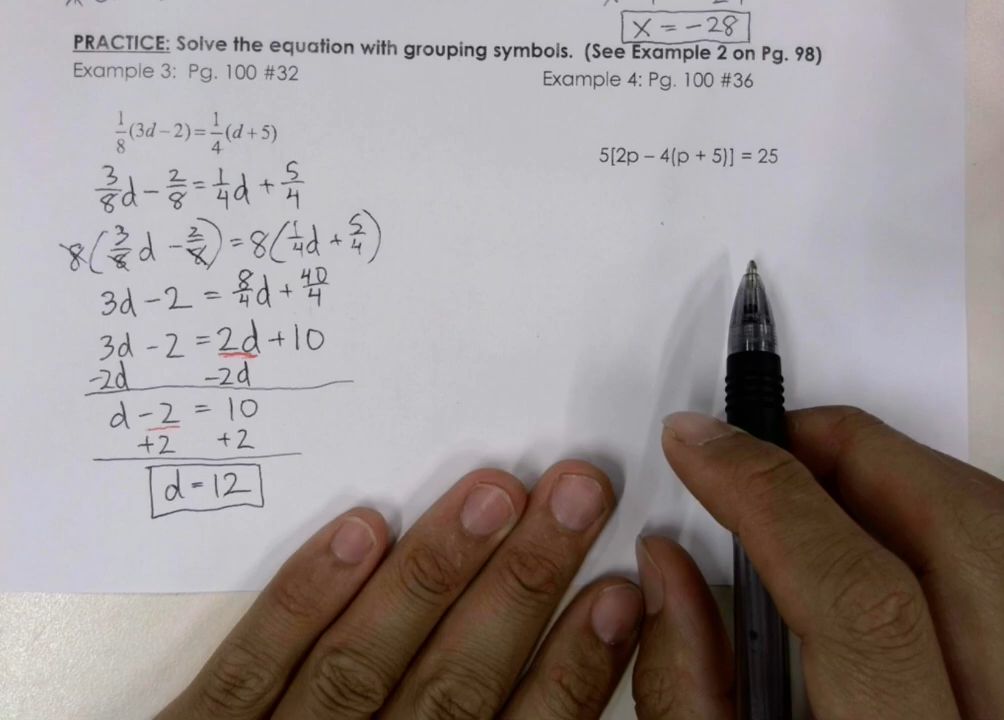 x = -28
PRACTICE: Solve the equation with grouping symbols. (See Example 2 on Pg. 98)
Example 3: Pg. 100 #32
1/8(3d – 2) = 1/4(d + 5)
3/8d - 2/8 = 1/4d + 5/4
8(3/8d - 2/8) = 8(1/4d + 5/4)
3d - 2 = 8/4d + 40/4
3d - 2 = 2d + 10
-2d -2d
d - 2 = 10
+2 +2
d = 12
Example 4: Pg. 100 #36
5[2p – 4(p + 5)] = 25